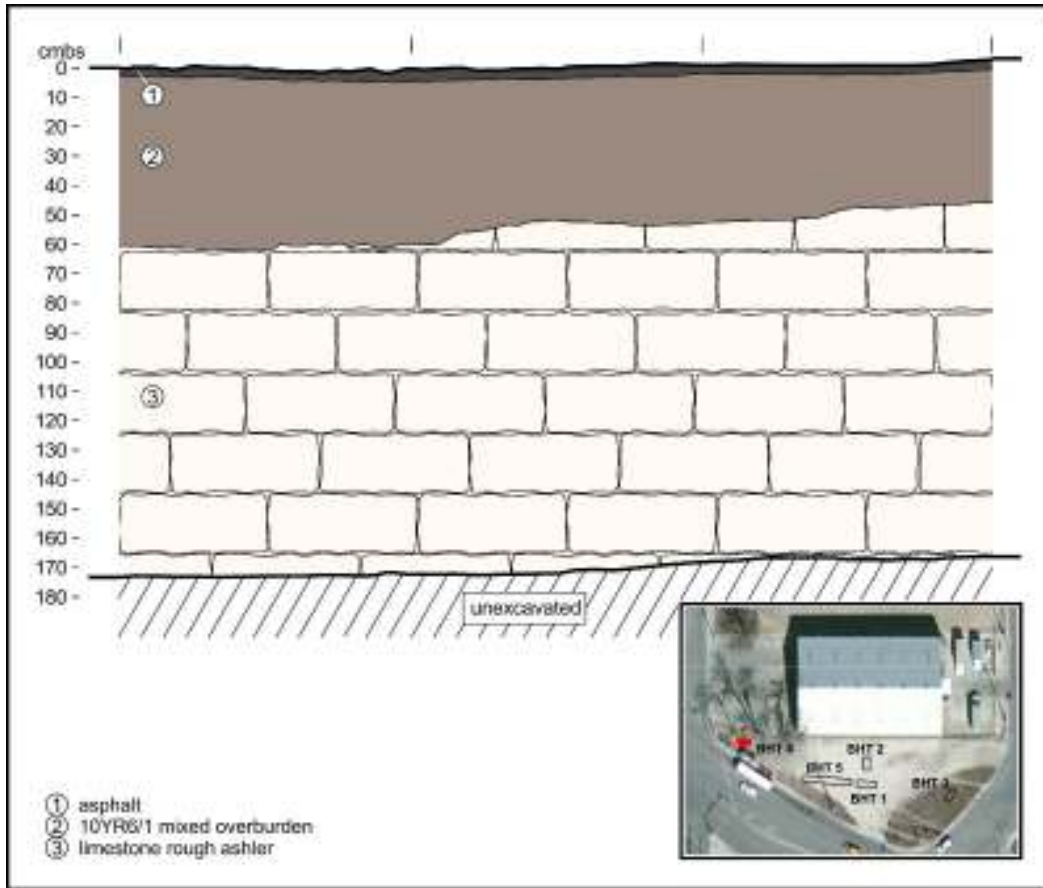 cmbs
0 -
10 -
20 -
30 -
40 -
50 -
60 -
70 -
80 -
90 -
100 -
110 -
120 -
130 -
140 -
150 -
160 -
170 -
180 -
1
2
3
unexcavated
BHT 2
BHT 5
BHT 1
1 asphalt
2 10YR6/1 mixed overburden
3 limestone rough ashler